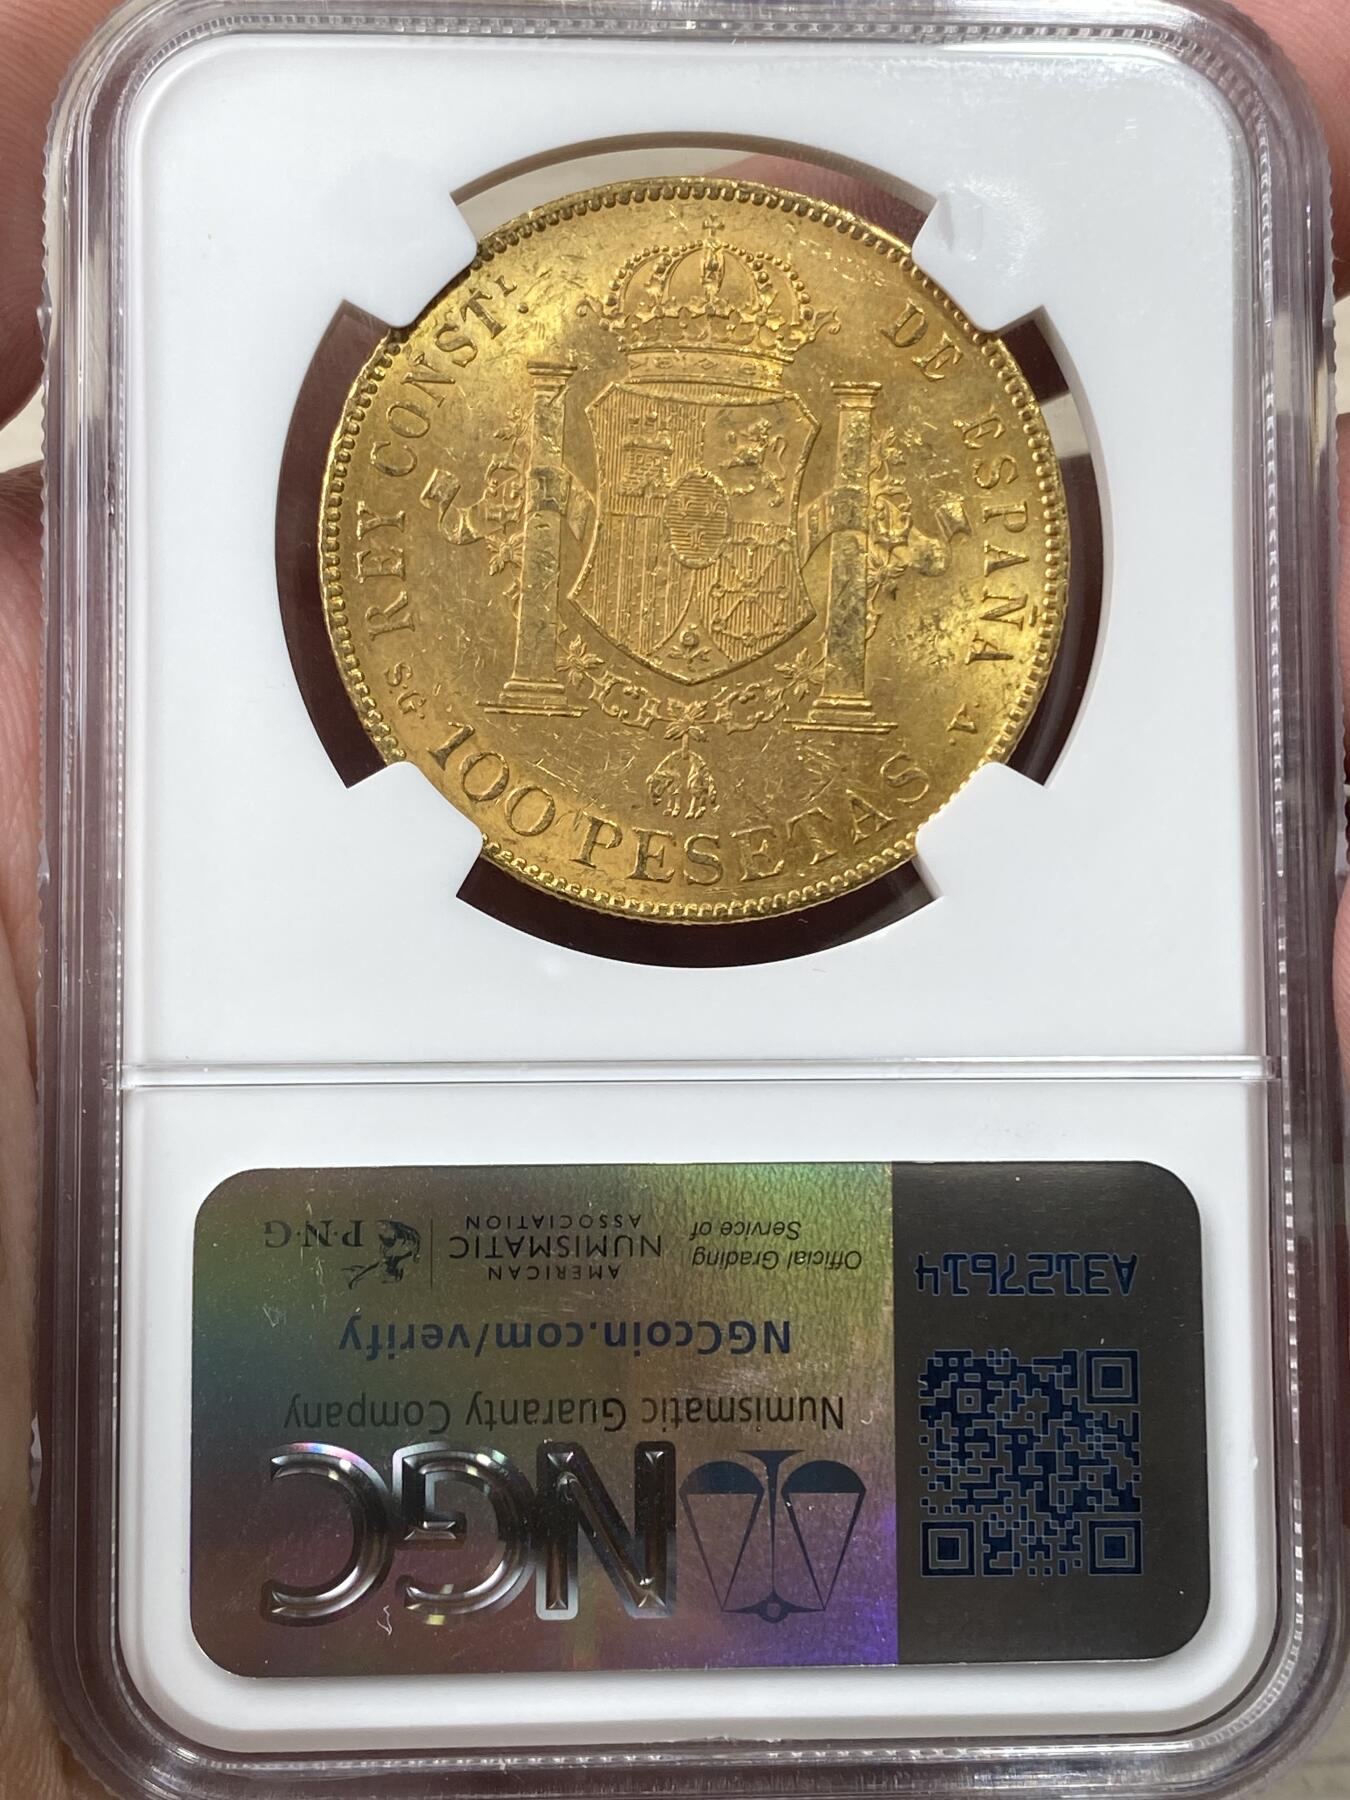 REY CONSTI. DE ESPAÑA
S.G. 100 PESETAS V.
NGC
Numismatic Guaranty Company
NGCcoin.com/verify
Official Grading
Service of
AMERICAN
NUMISMATIC
ASSOCIATION
P·N·G
A3127614